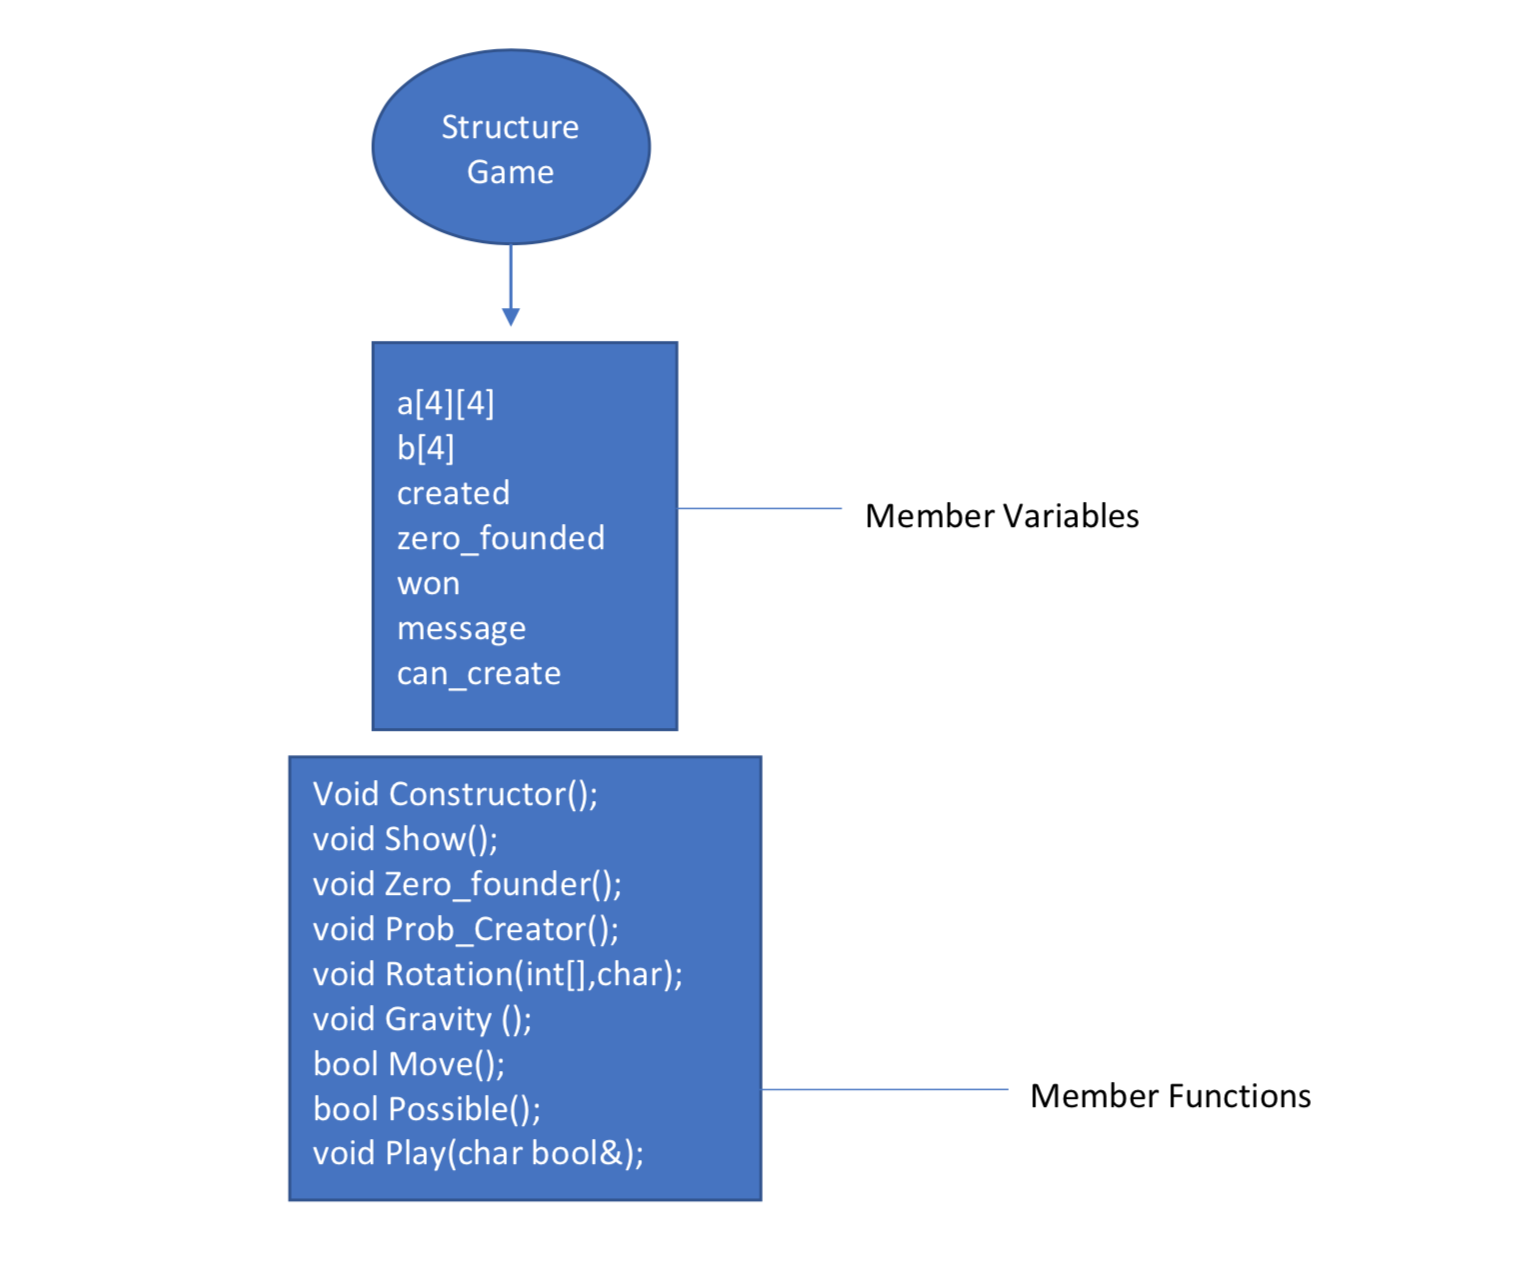 Structure
Game
a[4][4]
b[4]
created
zero_founded
won
message
can_create
Member Variables
Void Constructor();
void Show();
void Zero_founder();
void Prob_Creator();
void Rotation(int[],char);
void Gravity ();
bool Move();
bool Possible();
void Play(char bool&);
Member Functions